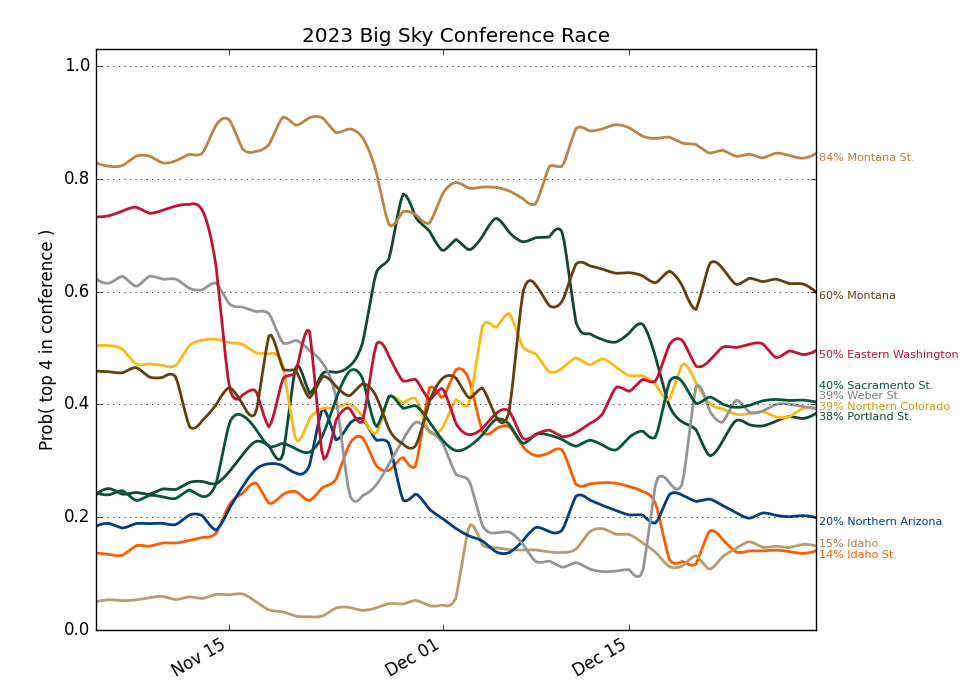 2023 Big Sky Conference Race
Prob( top 4 in conference )
1.0
0.8
0.6
0.4
0.2
0.0
Nov 15
Dec 01
Dec 15
84% Montana St.
60% Montana
50% Eastern Washington
40% Sacramento St.
39% Weber St.
39% Northern Colorado
38% Portland St.
20% Northern Arizona
15% Idaho
14% Idaho St.